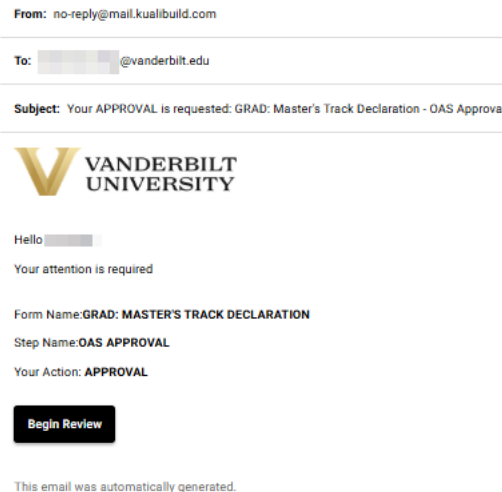 From: no-reply@mail.kualibuild.com
To: @vanderbilt.edu
Subject: Your APPROVAL is requested: GRAD: Master's Track Declaration - OAS Approva
VANDERBILT
UNIVERSITY
Hello
Your attention is required
Form Name:GRAD: MASTER'S TRACK DECLARATION
Step Name:OAS APPROVAL
Your Action: APPROVAL
Begin Review
This email was automatically generated.